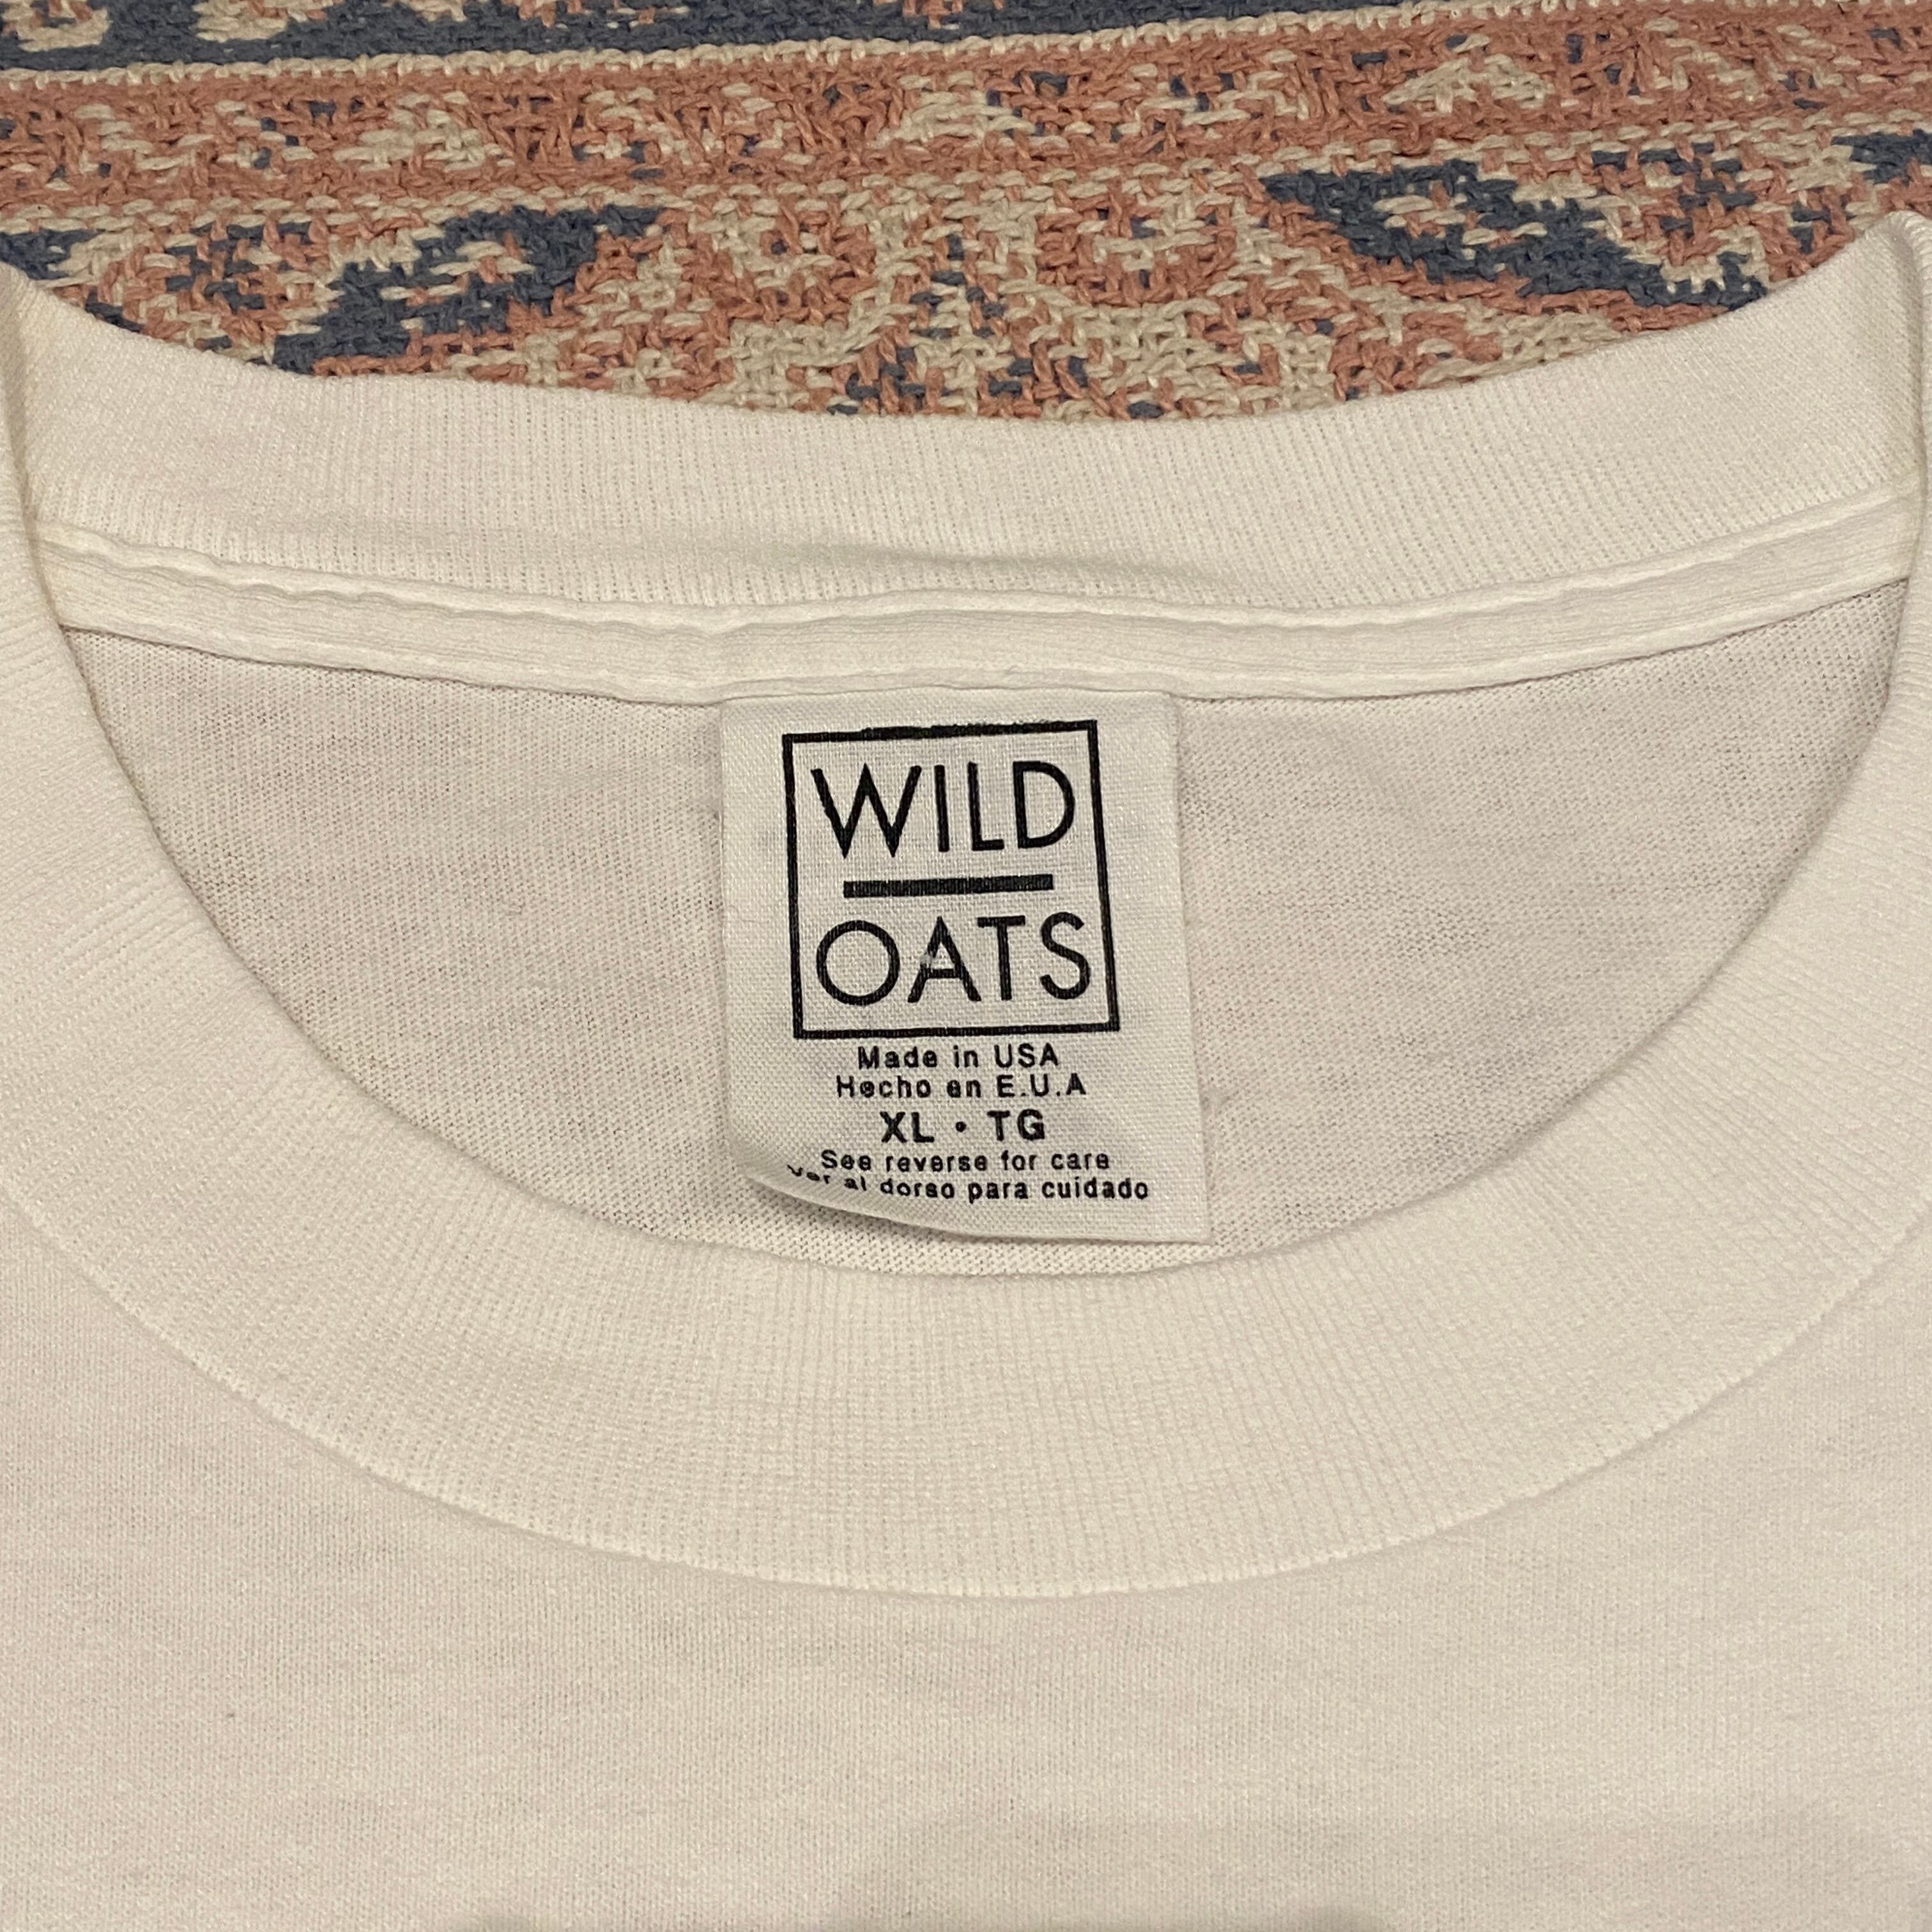 WILD
OATS
Made in USA
Hecho en E.U.A
XL • TG
See reverse for care
Ver al dorso para cuidado